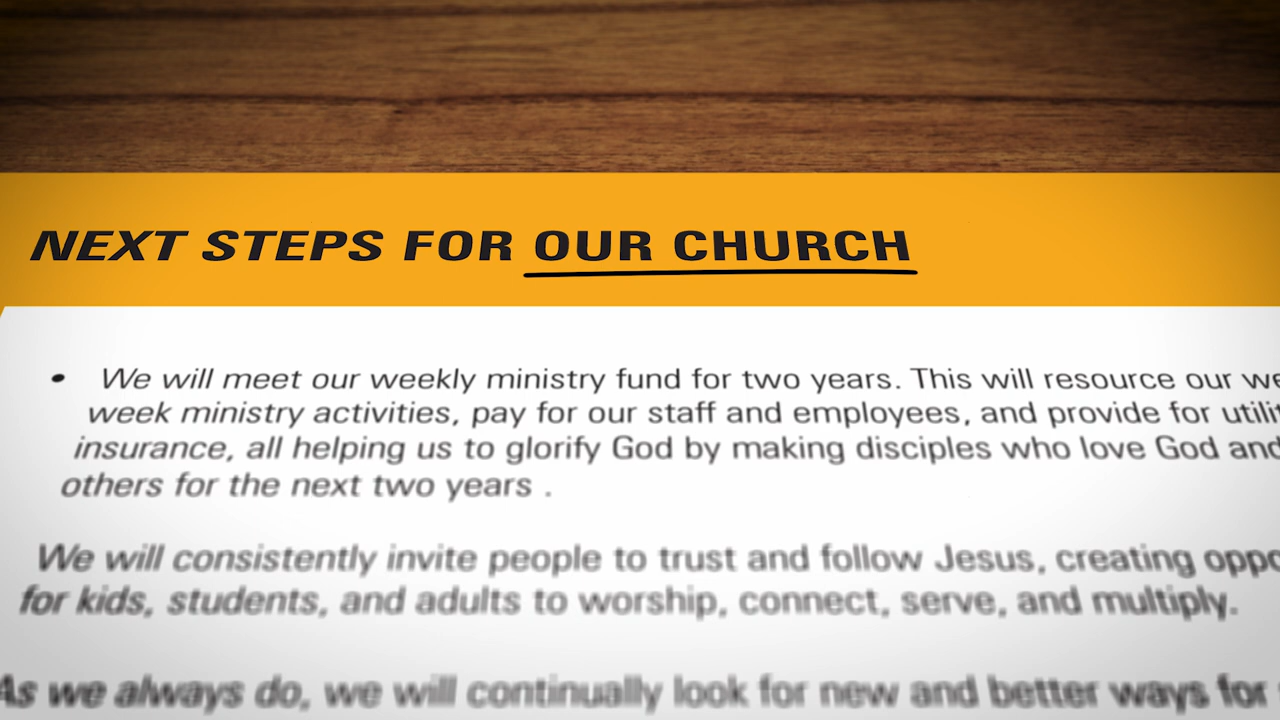 NEXT STEPS FOR OUR CHURCH
• We will meet our weekly ministry fund for two years. This will resource our
week ministry activities, pay for our staff and employees, and provide for
insurance, all helping us to glorify God by making disciples who love God and
others for the next two years .
We will consistently invite people to trust and follow Jesus, creating
for kids, students, and adults to worship, connect, serve, and multiply.
As we always do, we will continually look for new and better ways for